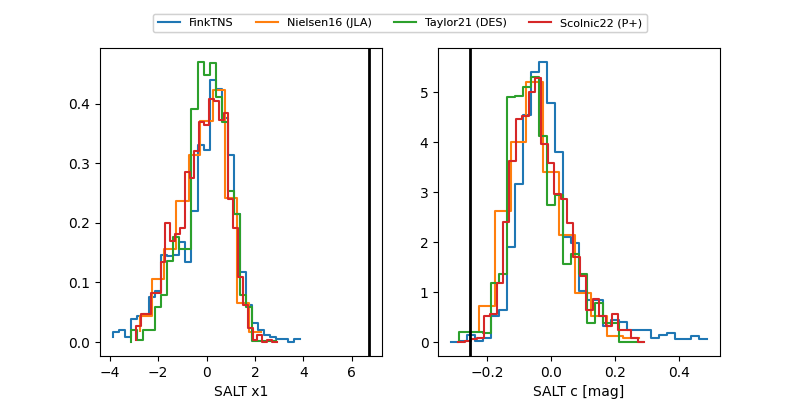 FinkTNS Nielsen16 (JLA) Taylor21 (DES) Scolnic22 (P+)
0.4
0.3
0.2
0.1
0.0
−4 −2 0 2 4 6
SALT x1
5
4
3
2
1
0
−0.2 0.0 0.2 0.4
SALT c [mag]